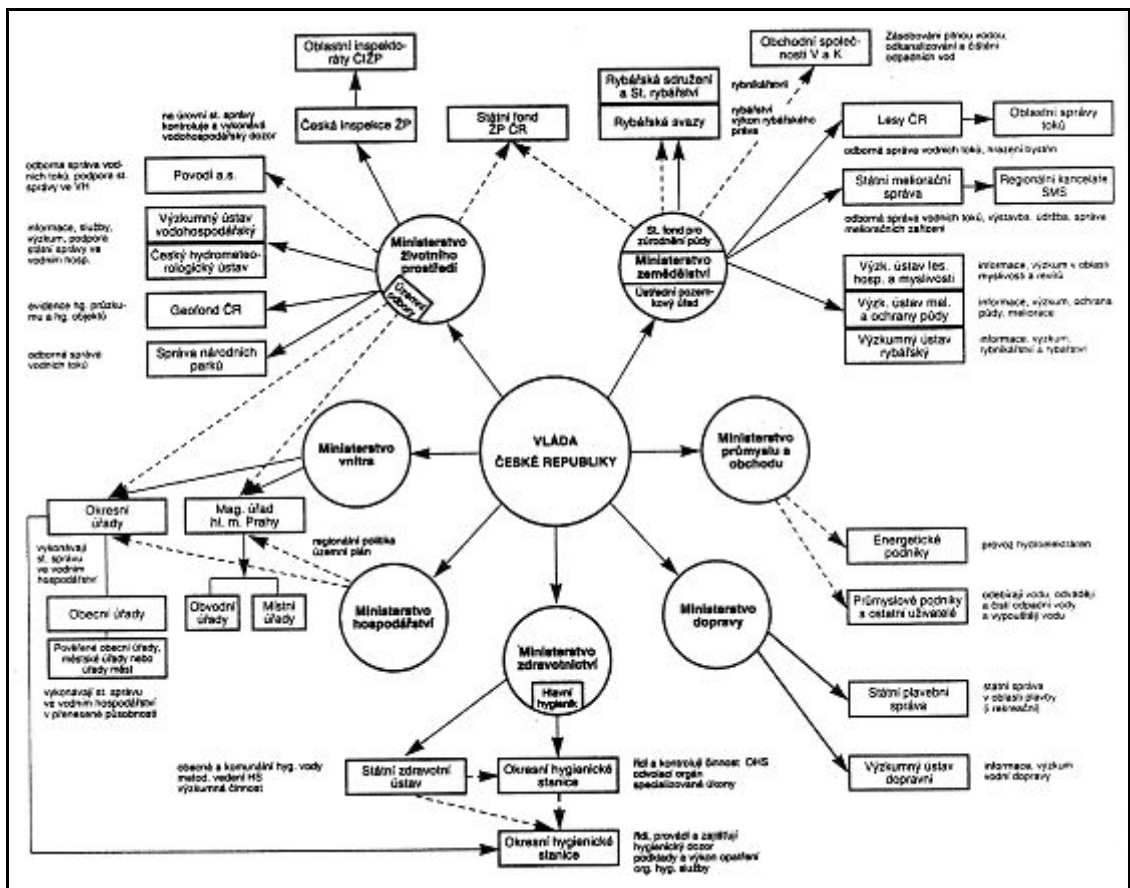 Oblastní inspekto-
ráty ČIŽP
Obchodní společ-
nosti V a K
Zásobování pitnou vodou,
odkanalizování a čištění
odpadních vod
na úrovni st. správy
kontroluje a vykonává
vodohospodářský dozor
Česká inspekce ŽP
Státní fond
ŽP ČR
Rybářská sdružení
a St. rybářství
Rybářské svazy
rybníkářství
rybářství
výkon rybářského
práva
Lesy ČR
Oblastní správy
toků
odborná správa vodních toků, hrazení bystřin
odborná správa vod-
ních toků, podpora st.
správy ve VH
Povodí a.s.
Státní meliorační
správa
Regionální kanceláře
SMS
odborná správa vodních toků, výstavba, údržba, správa
melioračních zařízení
informace, služby,
výzkum, podpora
státní správy ve
vodním hosp.
Výzkumný ústav
vodohospodářský
Český hydrometeo-
rologický ústav
Ministerstvo
životního
prostředí
Územní
odbory
St. fond pro
zúrodnění půdy
Ministerstvo
zemědělství
Ústřední pozem-
kový úřad
Výzk. ústav les.
hosp. a myslivosti
informace, výzkum v oblasti
myslivosti a revírů
Výzk. ústav mel.
a ochrany půdy
informace, výzkum, ochrana
půdy, meliorace
Výzkumný ústav
rybářský
informace, výzkum,
rybníkářství a rybářství
evidence hg. průzku-
mu a hg. objektů
Geofond ČR
odborná správa
vodních toků
Správa národních
parků
Ministerstvo
vnitra
VLÁDA
ČESKÉ REPUBLIKY
Ministerstvo
průmyslu a
obchodu
Okresní
úřady
Mag. úřad
hl. m. Prahy
vykonávají
st. správu
ve vodním
hospodářství
regionální politika
územní plán
Energetické
podniky
provoz hydroelektráren
Obecní úřady
Obvodní
úřady
Místní
úřady
Ministerstvo
hospodářství
Ministerstvo
dopravy
Průmyslové podniky
a ostatní uživatelé
odebírají vodu, odvádějí
a čistí odpadní vody
a vypouštějí vodu
Pověřené obecní úřady,
městské úřady nebo
úřady měst
vykonávají st. správu
ve vodním hospodářství
v přenesené působnosti
Ministerstvo
zdravotnictví
Hlavní
hygienik
Státní plavební
správa
státní správa
v oblasti plavby
(i rekreační)
obecná a komunální hyg. vody
metod. vedení HS
výzkumná činnost
Státní zdravotní
ústav
Okresní hygienické
stanice
řídí a kontrolují činnost OHS
odvolací orgán
specializované úkony
Výzkumný ústav
dopravní
informace, výzkum
vodní dopravy
Okresní hygienické
stanice
řídí, provádí a zajišťují
hygienický dozor
podklady a výkon opatření
org. hyg. služby